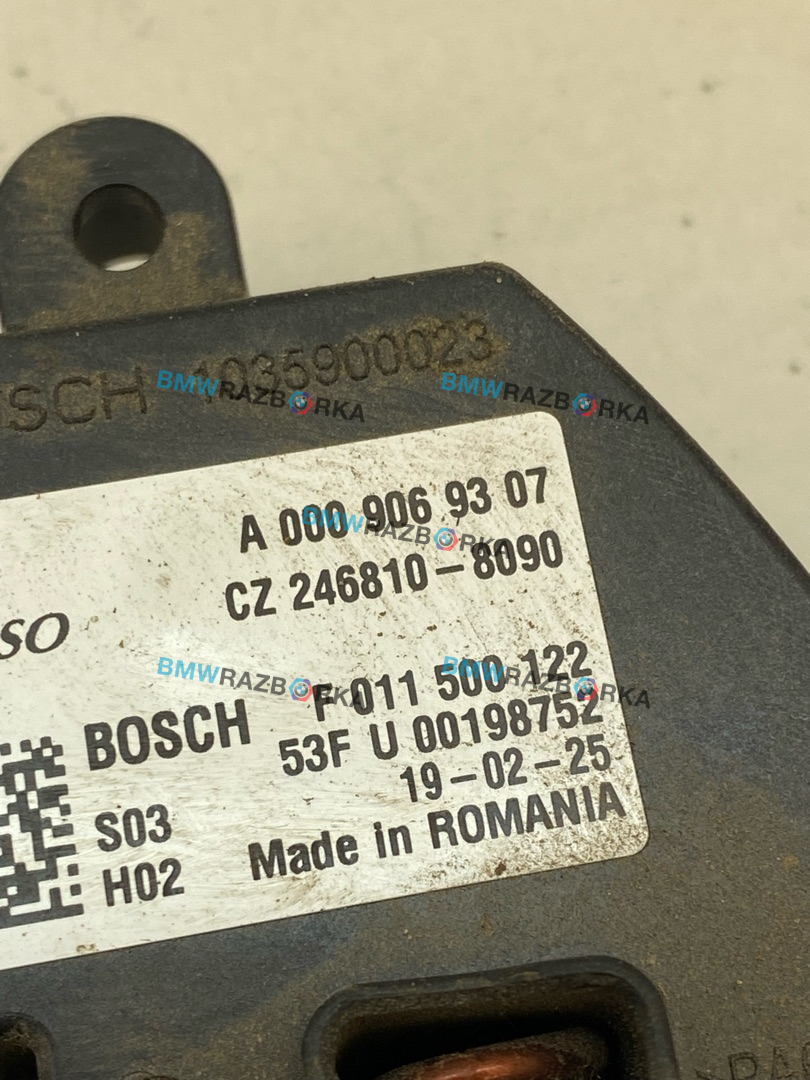 SCH 1035900023
A 000 906 93 07
CZ 246810-8090
SO
F 011 500 122
BOSCH
53F U 00198752
19-02-25
S03
H02
Made in ROMANIA
BMWRAZBORKA
BMWRAZBORKA
BMWRAZBORKA
BMWRAZBORKA
BMWRAZBORKA